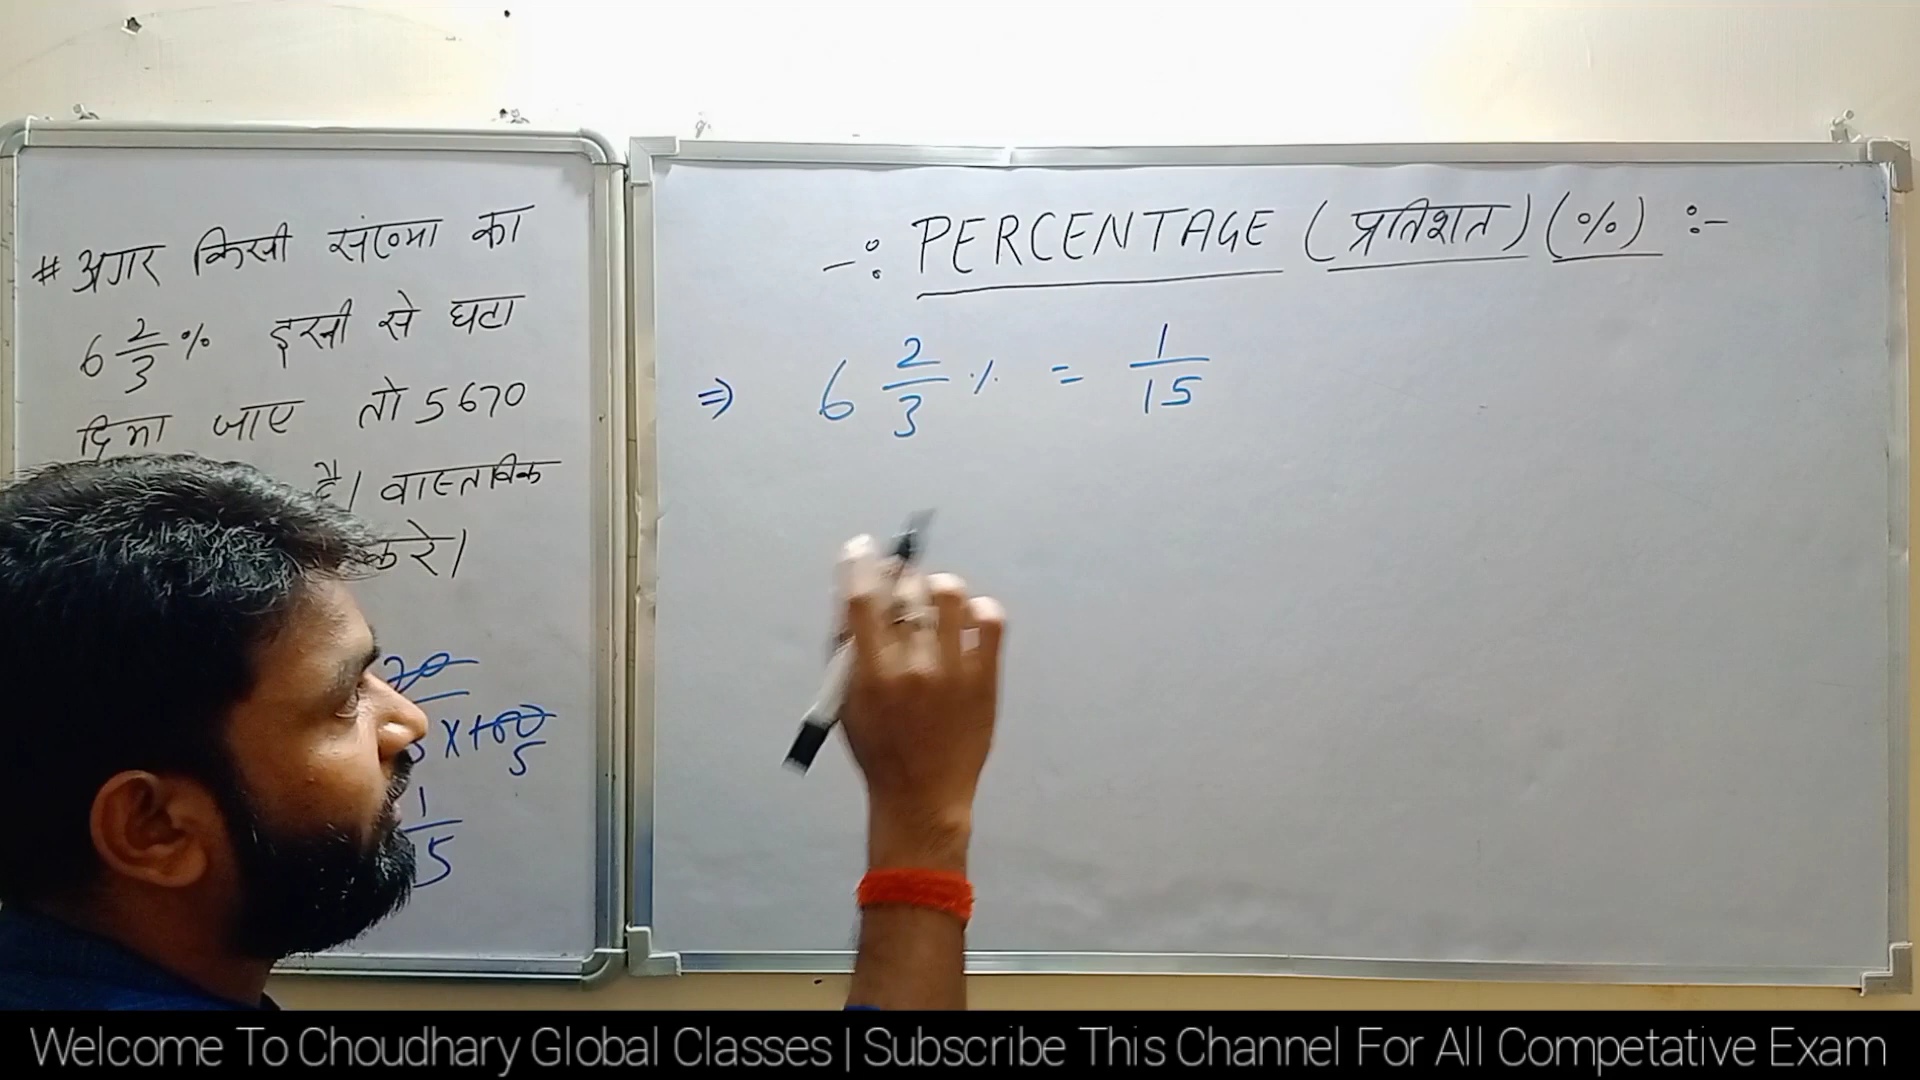 # अगर किसी संख्या का
6 2/3 % इसी से घटा
दिया जाए तो 5670
है। वास्तविक
करे।
-: PERCENTAGE (प्रतिशत) (%) :-
⇒ 6 2/3 % = 1/15
x100
5
1
5
Welcome To Choudhary Global Classes | Subscribe This Channel For All Competative Exam